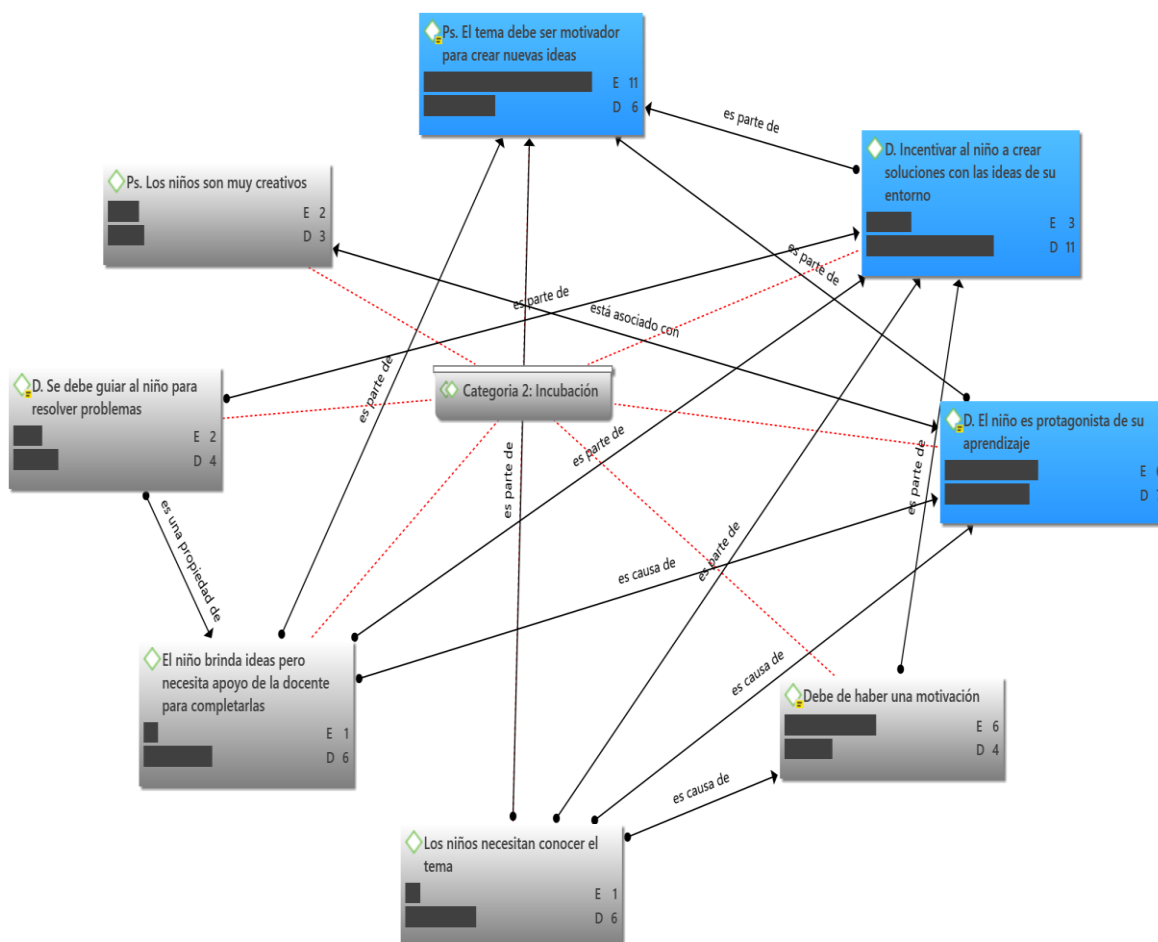 Ps. El tema debe ser motivador
para crear nuevas ideas
E 11
D 6
es parte de
D. Incentivar al niño a crear
soluciones con las ideas de su
entorno
E 3
D 11
Ps. Los niños son muy creativos
E 2
D 3
es parte de
es parte de
está asociado con
es parte de
D. Se debe guiar al niño para
resolver problemas
E 2
D 4
Categoria 2: Incubación
D. El niño es protagonista de su
aprendizaje
E
D
es parte de
es parte de
es parte de
es parte de
es una propiedad de
es causa de
El niño brinda ideas pero
necesita apoyo de la docente
para completarlas
E 1
D 6
es causa de
Debe de haber una motivación
E 6
D 4
es causa de
Los niños necesitan conocer el
tema
E 1
D 6